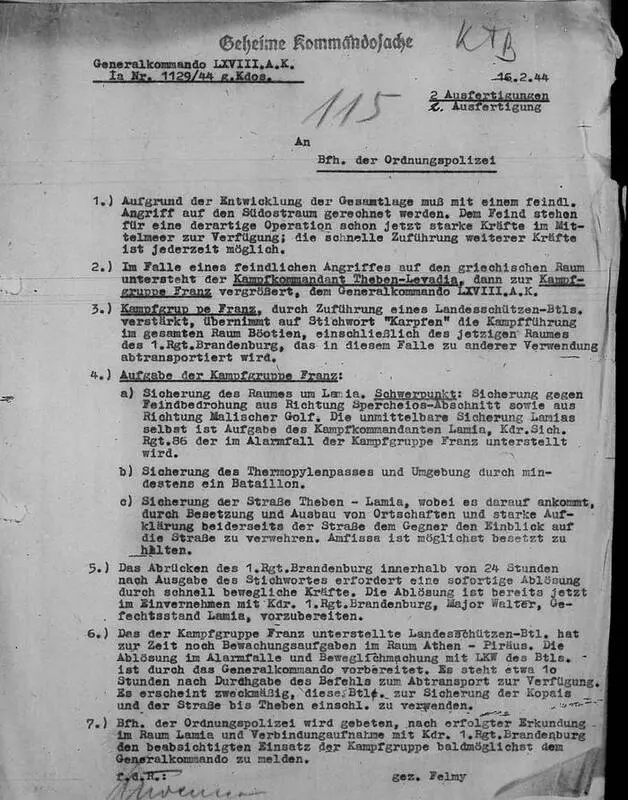 Geheime Kommandosache
KTB
Generalkommando LXVIII.A.K.
Ia Nr. 1129/44 g.Kdos.
16.2.44
115
2 Ausfertigungen
2. Ausfertigung
An
Bfh. der Ordnungspolizei
1.) Aufgrund der Entwicklung der Gesamtlage muß mit einem feindl.
Angriff auf den Südostraum gerechnet werden. Dem Feind stehen
für eine derartige Operation schon jetzt starke Kräfte im Mit-
telmeer zur Verfügung; die schnelle Zuführung weiterer Kräfte
ist jederzeit möglich.
2.) Im Falle eines feindlichen Angriffes auf den griechischen Raum
untersteht der Kampfkommandant Theben-Levadia, dann zur Kampf-
gruppe Franz vergrößert, dem Generalkommando LXVIII.A.K.
3.) Kampfgrup pe Franz, durch Zuführung eines Landesschützen-Btls.
verstärkt, übernimmt auf Stichwort "Karpfen" die Kampfführung
im gesamten Raum Böotien, einschließlich des jetzigen Raumes
des 1.Rgt.Brandenburg, das in diesem Falle zu anderer Verwendung
abtransportiert wird.
4.) Aufgabe der Kampfgruppe Franz:
a) Sicherung des Raumes um Lamia. Schwerpunkt: Sicherung gegen
Feindbedrohung aus Richtung Spercheios-Abschnitt sowie aus
Richtung Malischer Golf. Die unmittelbare Sicherung Lamias
selbst ist Aufgabe des Kampfkommandanten Lamia, Kdr.Sich.
Rgt.86 der im Alarmfall der Kampfgruppe Franz unterstellt
wird.
b) Sicherung des Thermopylenpasses und Umgebung durch min-
destens ein Bataillon.
c) Sicherung der Straße Theben - Lamia, wobei es darauf ankommt,
durch Besetzung und Ausbau von Ortschaften und starke Auf-
klärung beiderseits der Straße dem Gegner den Einblick auf
die Straße zu verwehren. Amfissa ist möglichst besetzt zu
halten.
5.) Das Abrücken des 1.Rgt.Brandenburg innerhalb von 24 Stunden
nach Ausgabe des Stichwortes erfordert eine sofortige Ablösung
durch schnell bewegliche Kräfte. Die Ablösung ist bereits jetzt
im Einvernehmen mit Kdr. 1.Rgt.Brandenburg, Major Walter, Ge-
fechtsstand Lamia, vorzubereiten.
6.) Das der Kampfgruppe Franz unterstellte Landesschützen-Btl. hat
zur Zeit noch Bewachungsaufgaben im Raum Athen - Piräus. Die
Ablösung im Alarmfalle und Beweglichmachung mit LKW des Btls.
ist durch das Generalkommando vorbereitet. Es steht etwa 10
Stunden nach Durchgabe des Befehls zum Abtransport zur Verfügung.
Es erscheint zweckmäßig, diese Btl. zur Sicherung der Kopais
und der Straße bis Theben einschl. zu verwenden.
7.) Bfh. der Ordnungspolizei wird gebeten, nach erfolgter Erkundung
im Raum Lamia und Verbindungaufnahme mit Kdr. 1.Rgt.Brandenburg
den beabsichtigten Einsatz der Kampfgruppe baldmöglichst dem
Generalkommando zu melden.
f.d.R.:
gez. Felmy